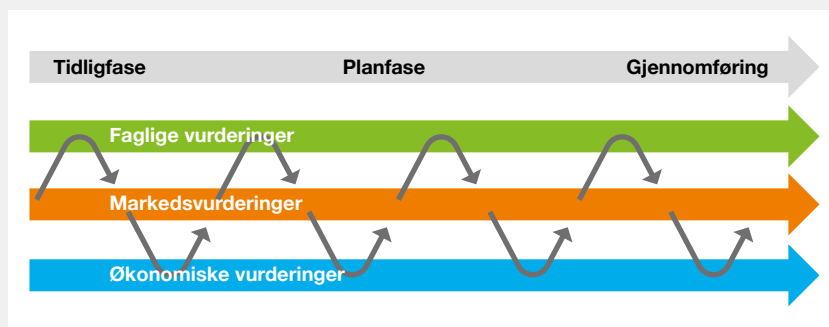 Tidligfase Planfase Gjennomføring
Faglige vurderinger
Markedsvurderinger
Økonomiske vurderinger